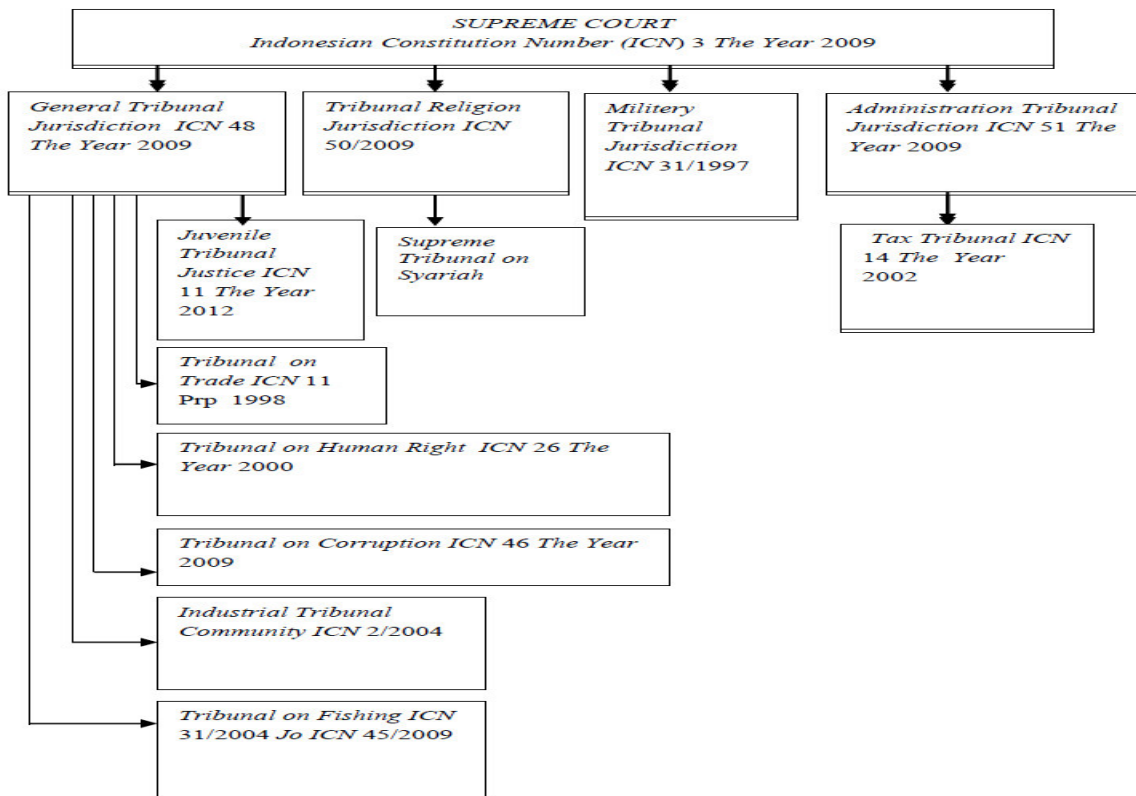 SUPREME COURT
Indonesian Constitution Number (ICN) 3 The Year 2009
General Tribunal
Jurisdiction ICN 48
The Year 2009
Tribunal Religion
Jurisdiction ICN
50/2009
Militery
Tribunal
Jurisdiction
ICN 31/1997
Administration Tribunal
Jurisdiction ICN 51 The
Year 2009
Juvenile
Tribunal
Justice ICN
11 The Year
2012
Supreme
Tribunal on
Syariah
Tax Tribunal ICN
14 The Year
2002
Tribunal on
Trade ICN 11
Prp 1998
Tribunal on Human Right ICN 26 The
Year 2000
Tribunal on Corruption ICN 46 The Year
2009
Industrial Tribunal
Community ICN 2/2004
Tribunal on Fishing ICN
31/2004 Jo ICN 45/2009